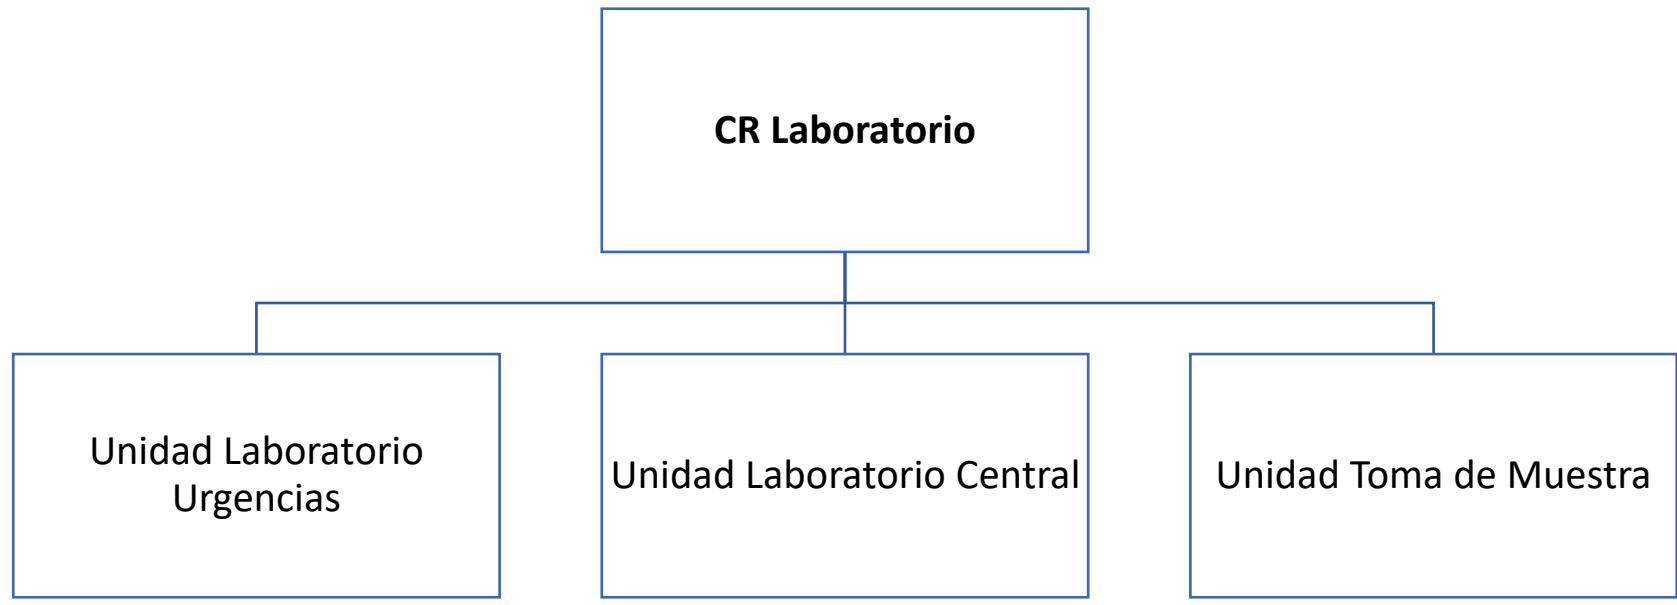 CR Laboratorio
Unidad Laboratorio
Urgencias
Unidad Laboratorio Central
Unidad Toma de Muestra